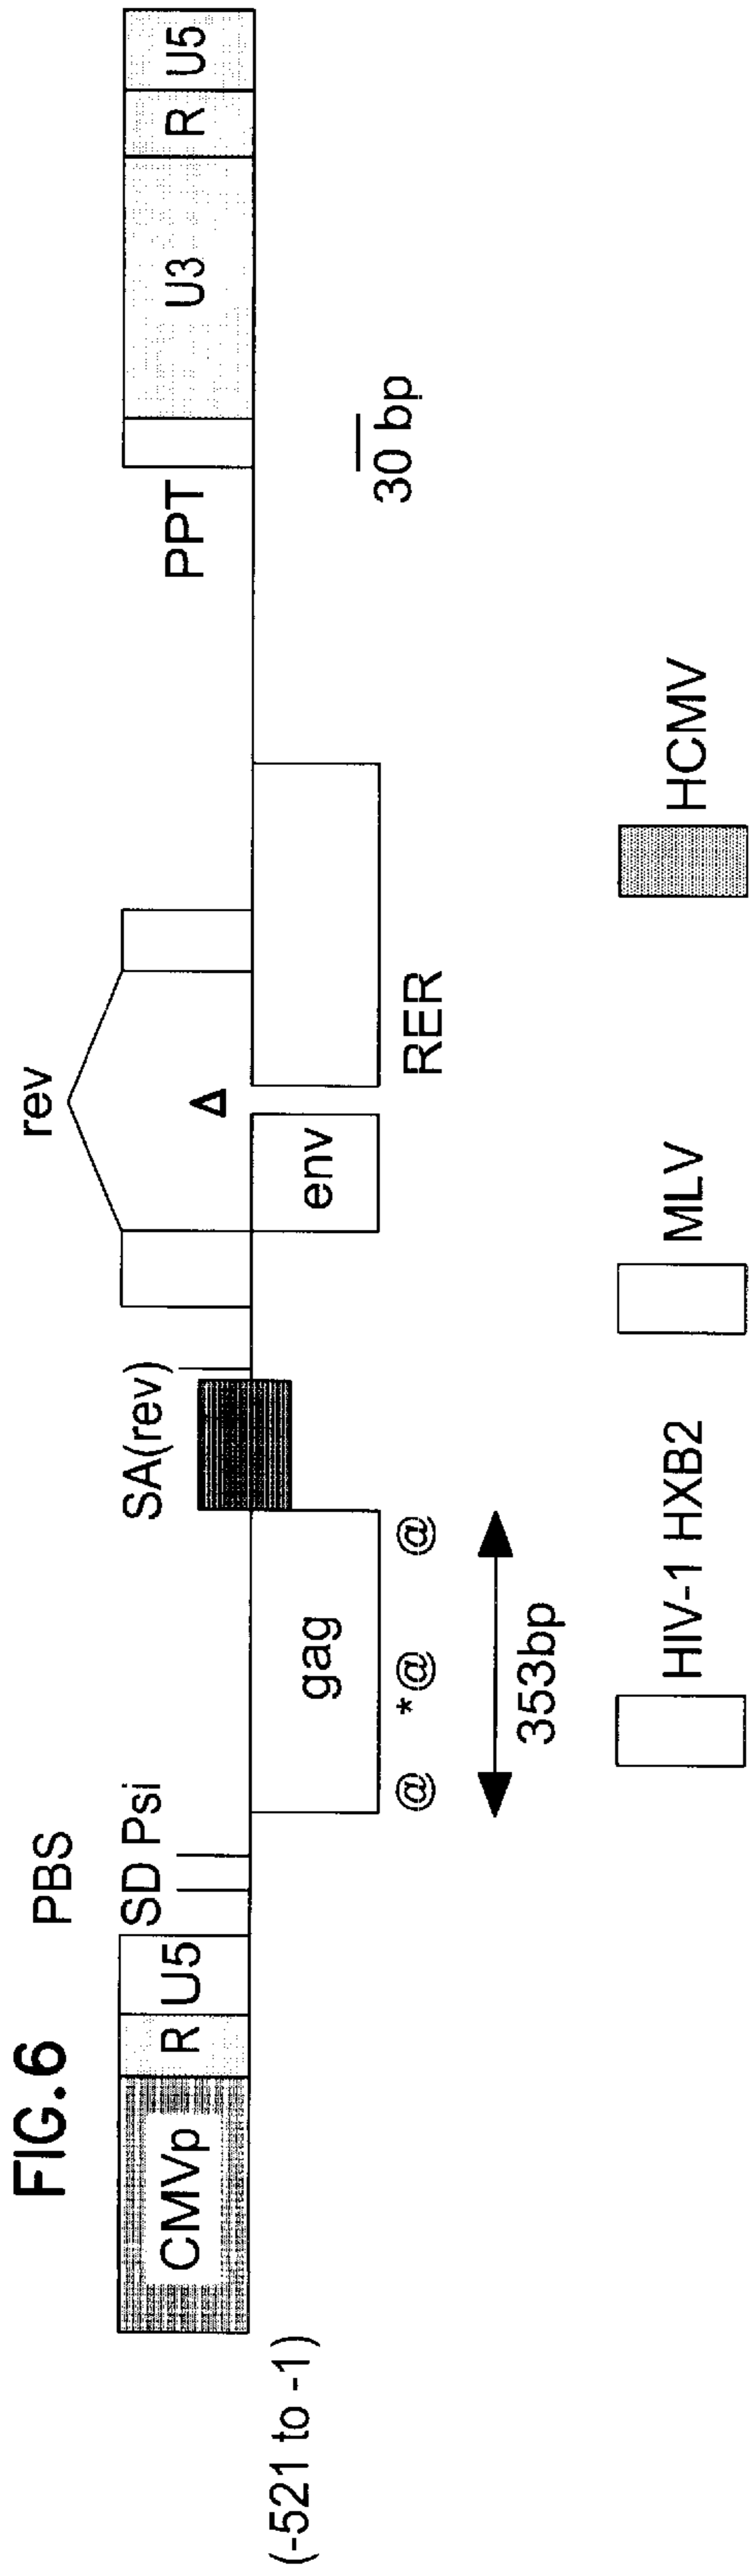 FIG.6
PBS
rev
SD Psi
SA(rev)
CMVp
R
U5
PPT
U3
R
U5
Δ
(-521 to -1)
gag
env
@
*@
@
RER
30 bp
353bp
HIV-1 HXB2
MLV
HCMV